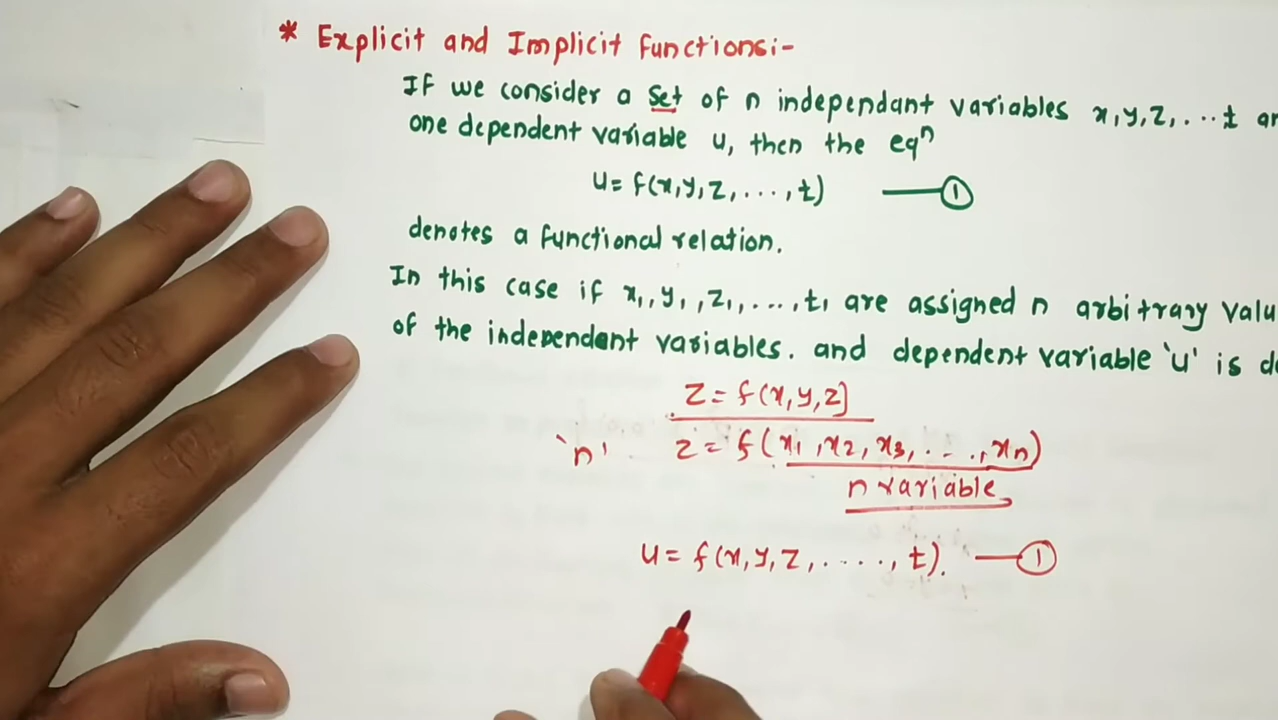 * Explicit and Implicit functions:-
If we consider a set of n independant variables x,y,z,...t
one dependent variable u, then the eqⁿ
u = f(x,y,z,...,t) —— ①
denotes a functional relation.
In this case if x₁,y₁,z₁,...,t₁ are assigned n arbitrary
of the independant variables. and dependent variable 'u' is
z = f(x,y,z)
'n' z = f(x₁,x₂,x₃,...,xn)
n variable
u = f(x,y,z,....,t). —— ①